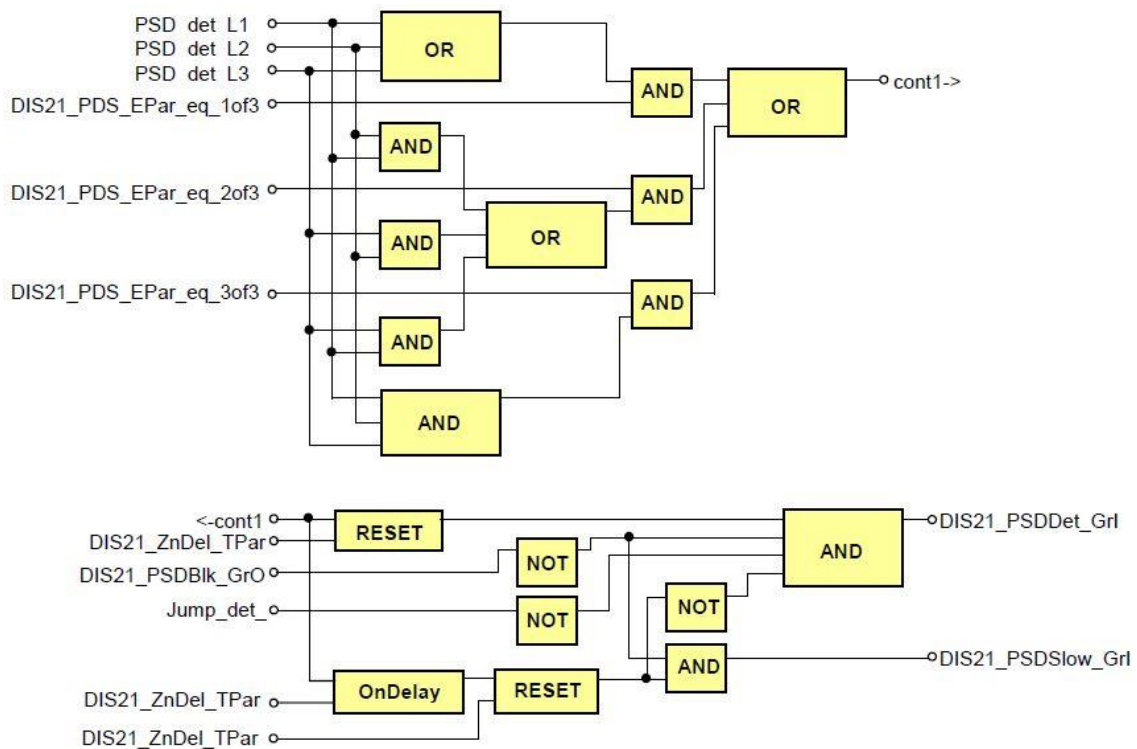 PSD det L1
PSD det L2
PSD det L3
DIS21_PDS_EPar_eq_1of3
OR
AND
OR
cont1->
AND
DIS21_PDS_EPar_eq_2of3
AND
AND
OR
DIS21_PDS_EPar_eq_3of3
AND
AND
AND
<-cont1
DIS21_ZnDel_TPar
RESET
DIS21_PSDBlk_GrO
NOT
Jump_det_
NOT
AND
DIS21_PSDDet_GrI
NOT
AND
DIS21_PSDSlow_GrI
OnDelay
RESET
DIS21_ZnDel_TPar
DIS21_ZnDel_TPar